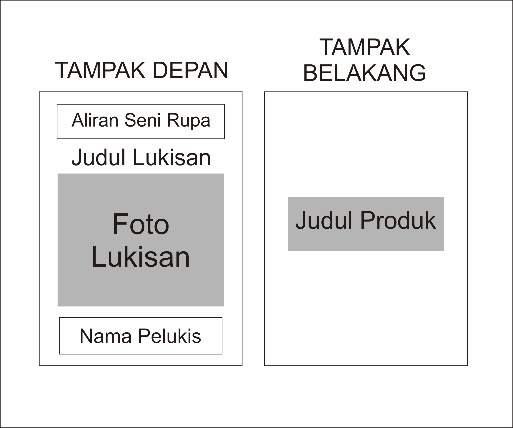 TAMPAK DEPAN
Aliran Seni Rupa
Judul Lukisan
Foto
Lukisan
Nama Pelukis
TAMPAK
BELAKANG
Judul Produk